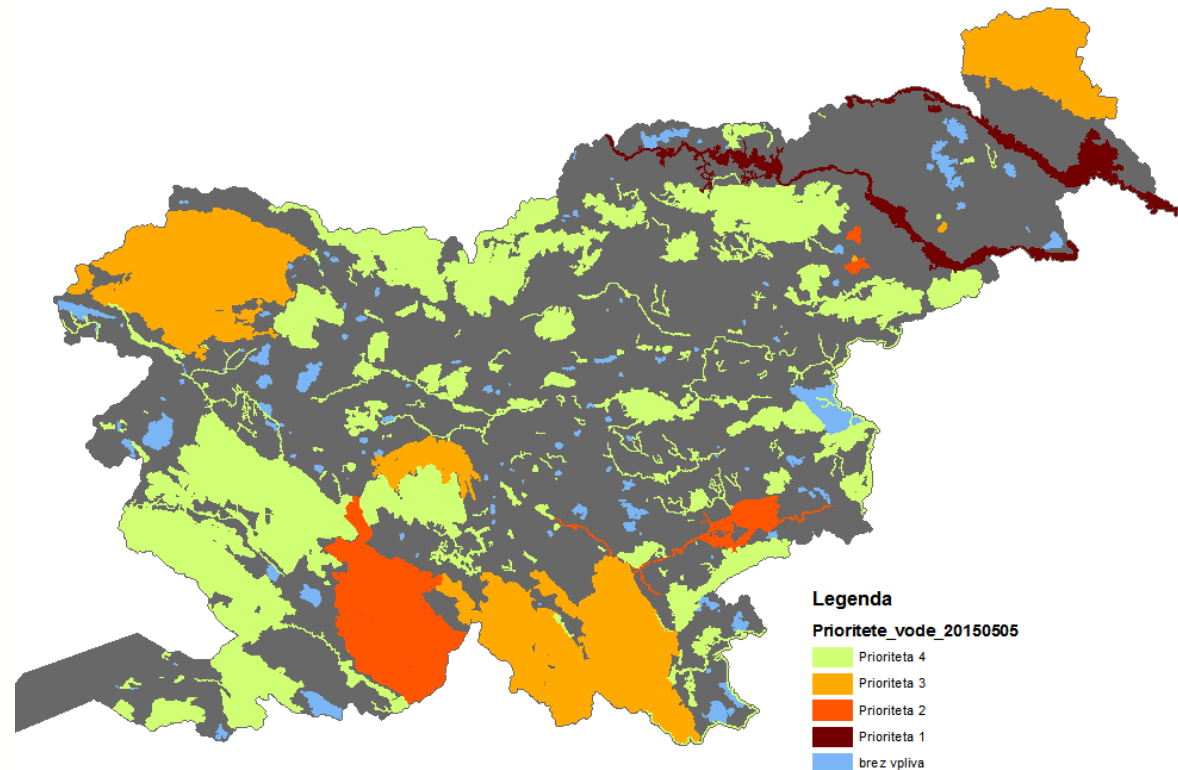 Legenda
Prioritete_vode_20150505
Prioriteta 4
Prioriteta 3
Prioriteta 2
Prioriteta 1
brez vpliva